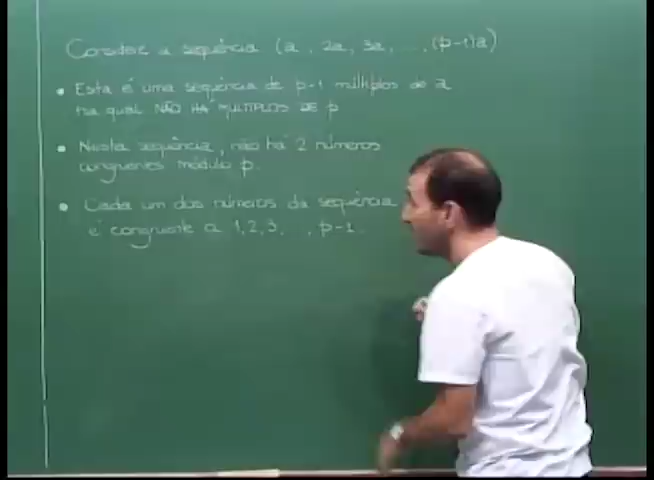 Considere a sequência (a, 2a, 3a, ..., (p-1)a)
• Esta é uma sequência de p-1 múltiplos de a
na qual NÃO HÁ MÚLTIPLOS DE p
• Nesta sequência, não há 2 números
congruentes módulo p.
• Cada um dos números da sequência
é congruente a 1,2,3, ..., p-1.